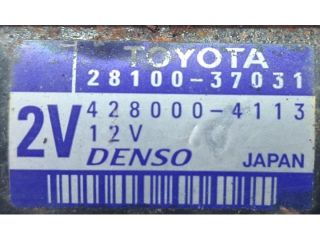 TOYOTA
28100-37031
2V
428000-4113
12V
DENSO
JAPAN